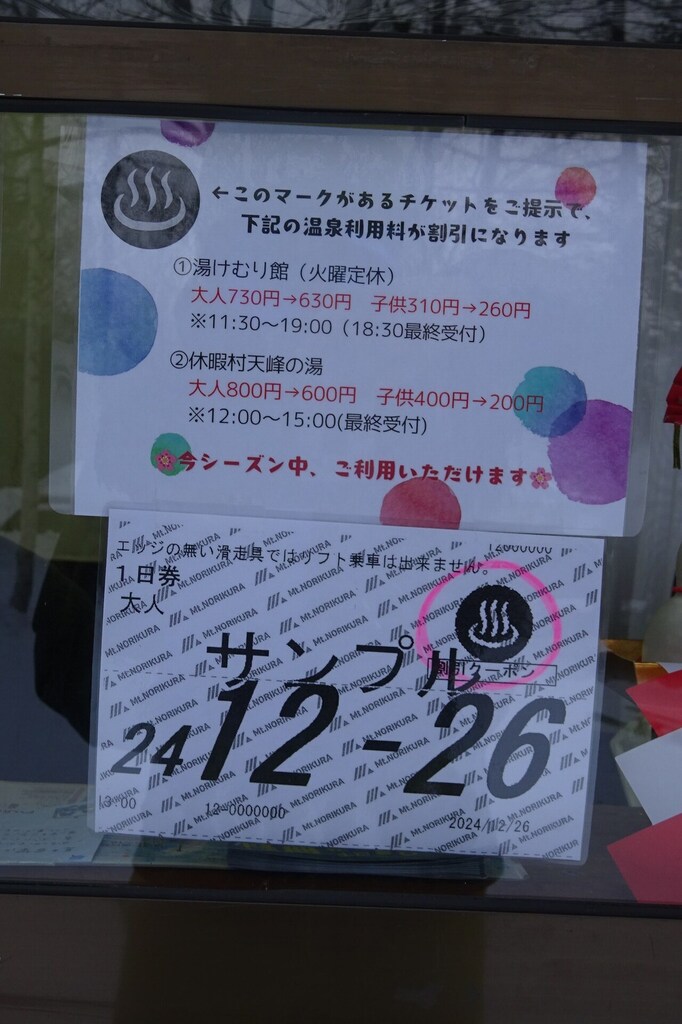 ←このマークがあるチケットをご提示で、
下記の温泉利用料が割引になります
①湯けむり館（火曜定休）
大人730円→630円　子供310円→260円
※11:30～19:00（18:30最終受付）
②休暇村天峰の湯
大人800円→600円　子供400円→200円
※12:00～15:00(最終受付)
今シーズン中、ご利用いただけます
エッジの無い滑走具ではリフト乗車は出来ません。
12000000
1日券
大人
サンプル
割引クーポン
24 12-26
13 00
12-0000000
2024/12/26
Mt.NORIKURA